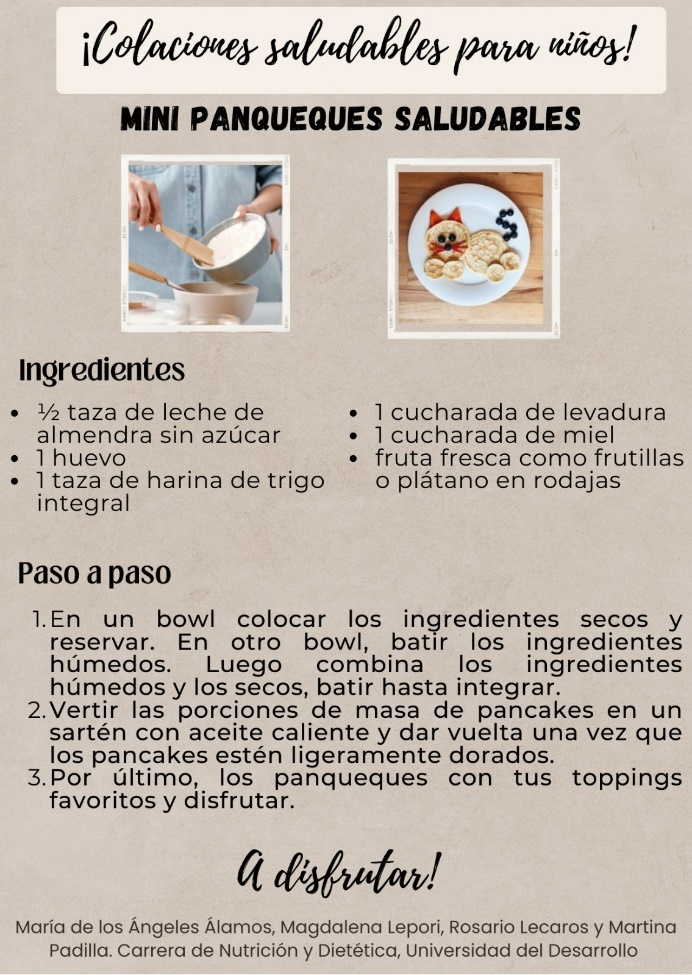 ¡Colaciones saludables para niños!
MINI PANQUEQUES SALUDABLES
Ingredientes
• ½ taza de leche de
almendra sin azúcar
• 1 huevo
• 1 taza de harina de trigo
integral
• 1 cucharada de levadura
• 1 cucharada de miel
• fruta fresca como frutillas
o plátano en rodajas
Paso a paso
1. En un bowl colocar los ingredientes secos y
reservar. En otro bowl, batir los ingredientes
húmedos. Luego combina los ingredientes
húmedos y los secos, batir hasta integrar.
2. Vertir las porciones de masa de pancakes en un
sartén con aceite caliente y dar vuelta una vez que
los pancakes estén ligeramente dorados.
3. Por último, los panqueques con tus toppings
favoritos y disfrutar.
A disfrutar!
María de los Ángeles Álamos, Magdalena Lepori, Rosario Lecaros y Martina
Padilla. Carrera de Nutrición y Dietética, Universidad del Desarrollo